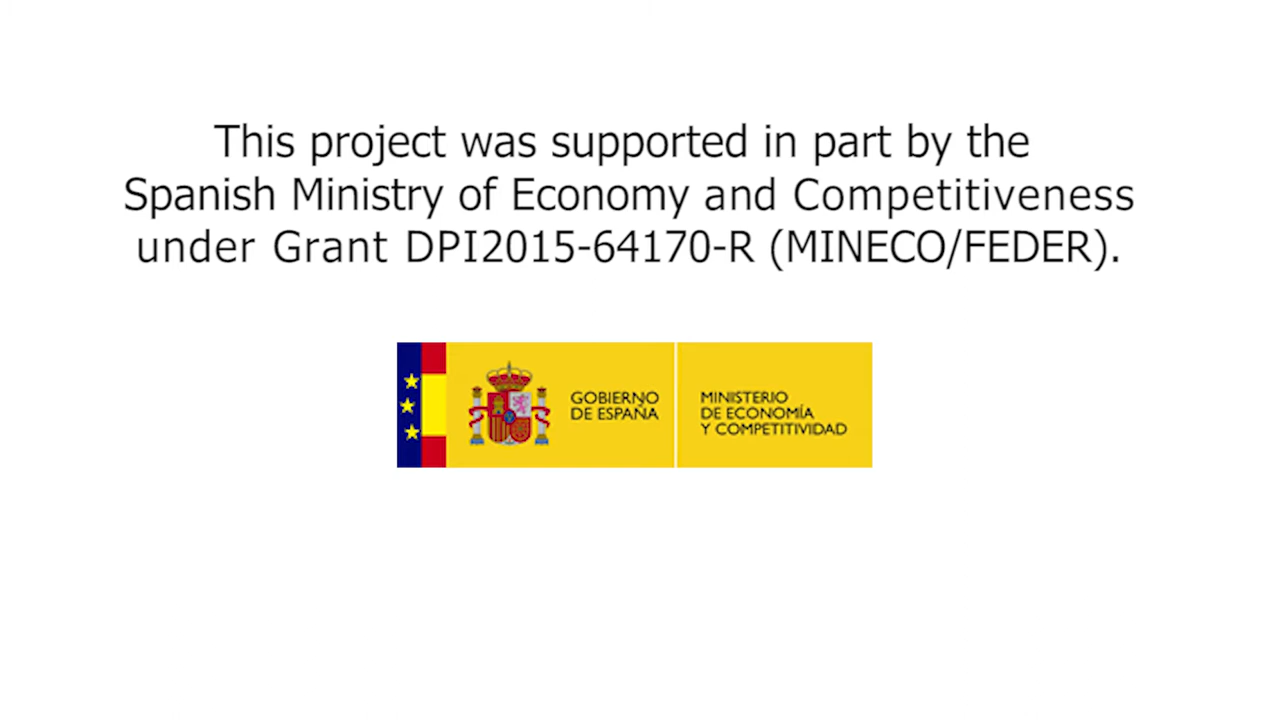 This project was supported in part by the
Spanish Ministry of Economy and Competitiveness
under Grant DPI2015-64170-R (MINECO/FEDER).
GOBIERNO
DE ESPAÑA
MINISTERIO
DE ECONOMÍA
Y COMPETITIVIDAD